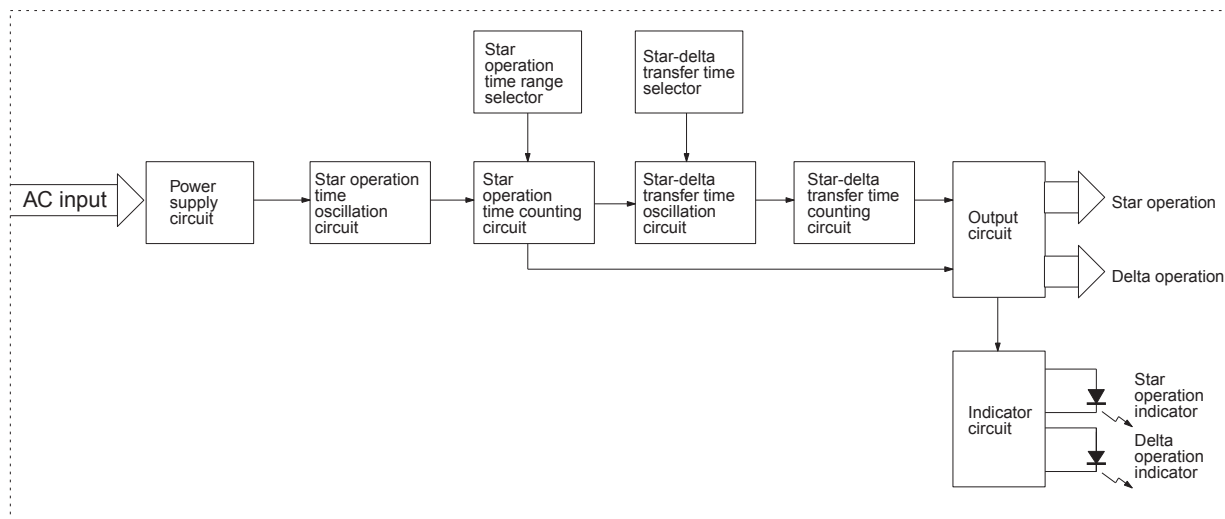 Star
operation
time range
selector
Star-delta
transfer time
selector
AC input
Power
supply
circuit
Star operation
time
oscillation
circuit
Star
operation
time counting
circuit
Star-delta
transfer time
oscillation
circuit
Star-delta
transfer time
counting
circuit
Output
circuit
Star operation
Delta operation
Indicator
circuit
Star
operation
indicator
Delta
operation
indicator